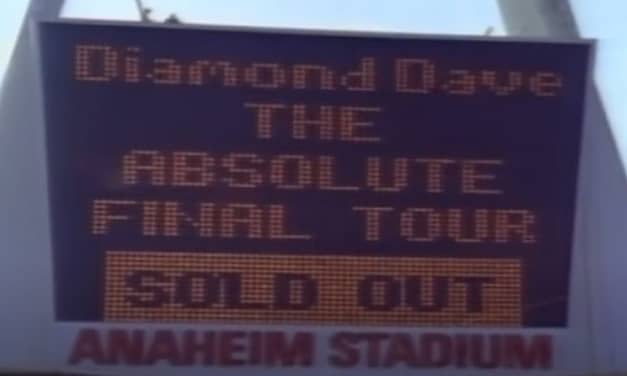 Diamond Dave
THE
ABSOLUTE
FINAL TOUR
SOLD OUT
ANAHEIM STADIUM